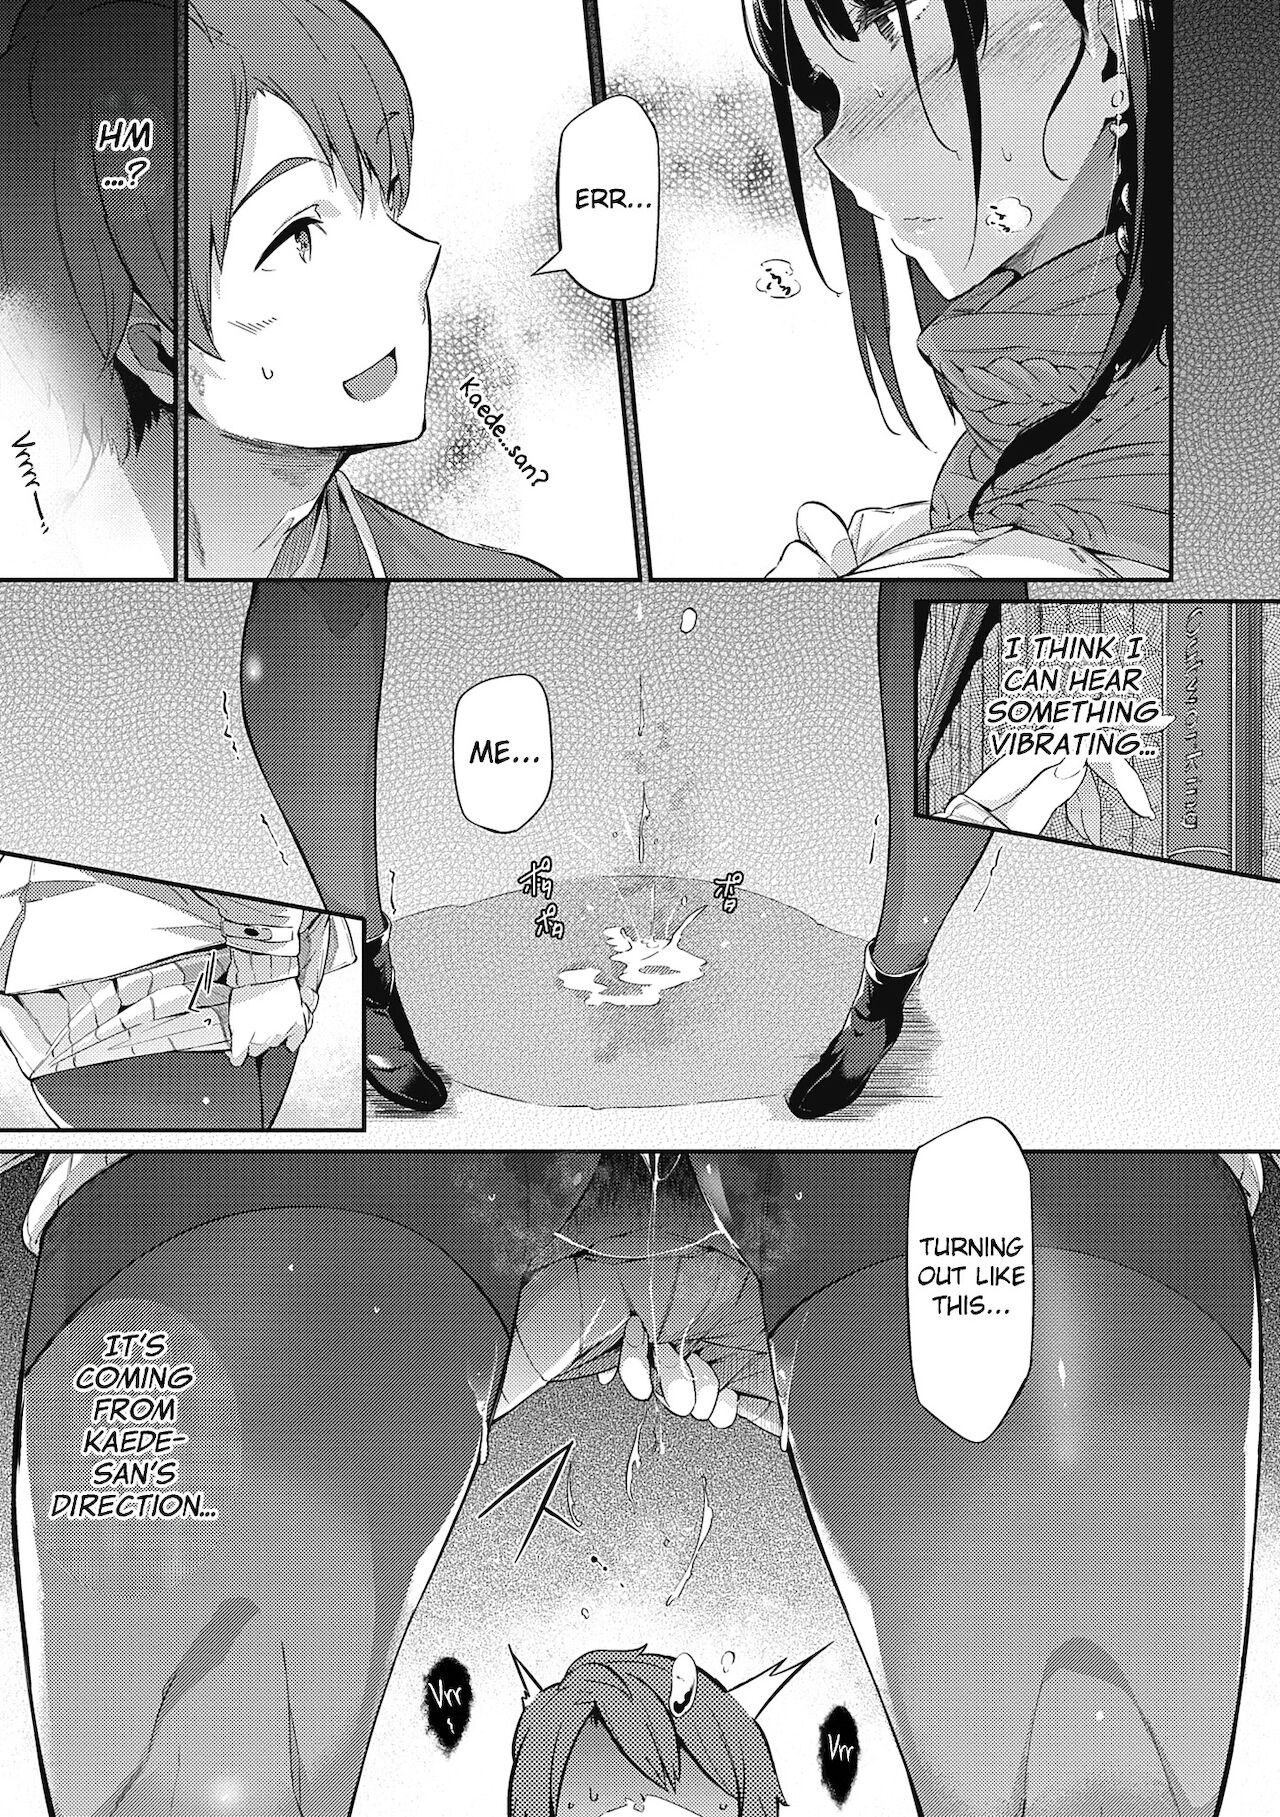 ERR...
Kaede...san?
HM
...?
Vrrr—
I THINK I
CAN HEAR
SOMETHING
VIBRATING...
ME...
ポタ
ポタ
ポタ
TURNING
OUT LIKE
THIS...
IT'S
COMING
FROM
KAEDE-
SAN'S
DIRECTION...
Vrr
Vrr